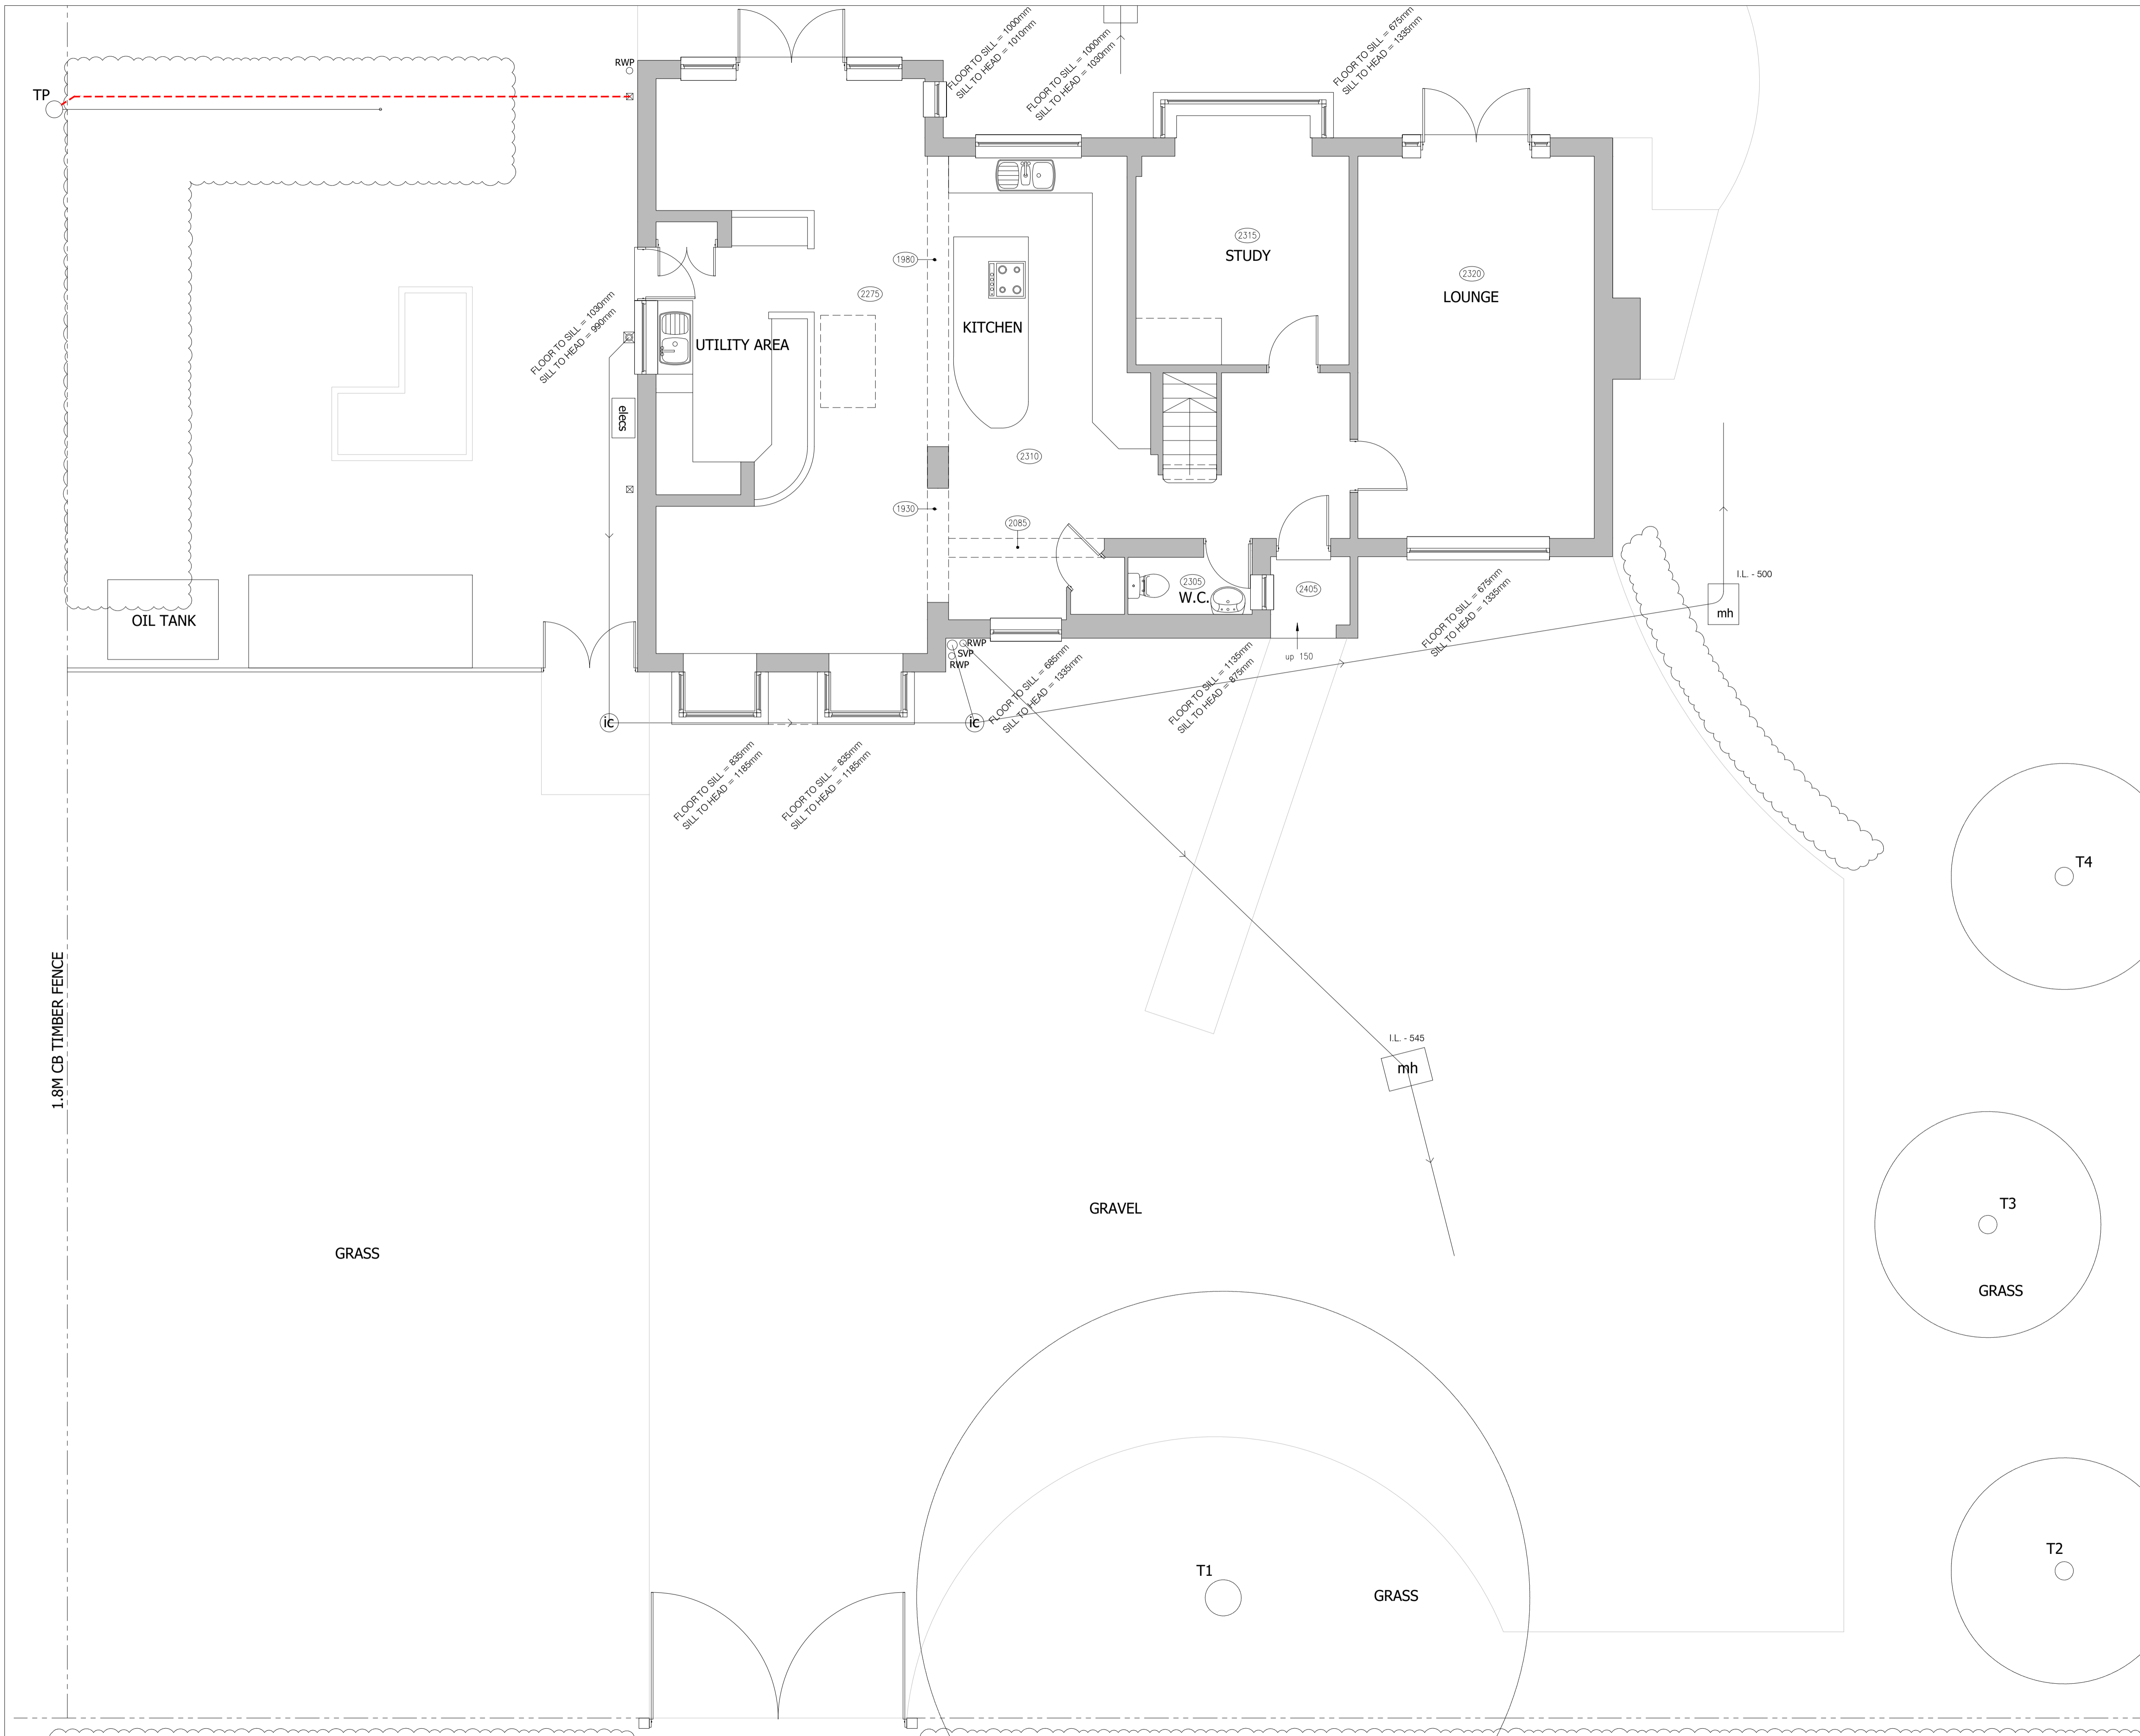 FLOOR TO SILL = 1000mm
SILL TO HEAD = 1010mm
FLOOR TO SILL = 1000mm
SILL TO HEAD = 1030mm
FLOOR TO SILL = 675mm
SILL TO HEAD = 1335mm
RWP
TP
2315
STUDY
1980
2320
LOUNGE
2275
FLOOR TO SILL = 1030mm
SILL TO HEAD = 990mm
KITCHEN
UTILITY AREA
elecs
2310
1930
2085
I.L. - 500
2305
W.C.
2405
mh
OIL TANK
FLOOR TO SILL = 675mm
SILL TO HEAD = 1335mm
RWP
SVP
RWP
up 150
FLOOR TO SILL = 685mm
SILL TO HEAD = 1335mm
FLOOR TO SILL = 1135mm
SILL TO HEAD = 875mm
ic
ic
FLOOR TO SILL = 835mm
SILL TO HEAD = 1185mm
FLOOR TO SILL = 835mm
SILL TO HEAD = 1185mm
T4
1.8M CB TIMBER FENCE
I.L. - 545
mh
T3
GRAVEL
GRASS
GRASS
T2
T1
GRASS